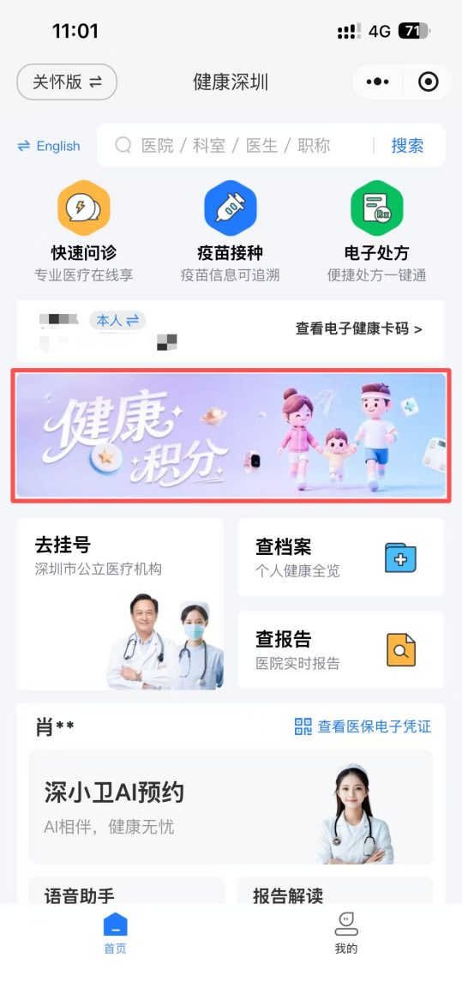 11:01
4G 71
关怀版
健康深圳
English
医院 / 科室 / 医生 / 职称
搜索
快速问诊
疫苗接种
电子处方
专业医疗在线享
疫苗信息可追溯
便捷处方一键通
本人
查看电子健康卡码 >
健康
积分
去挂号
深圳市公立医疗机构
查档案
个人健康全览
查报告
医院实时报告
肖**
查看医保电子凭证
深小卫AI预约
AI相伴，健康无忧
语音助手
报告解读
首页
我的